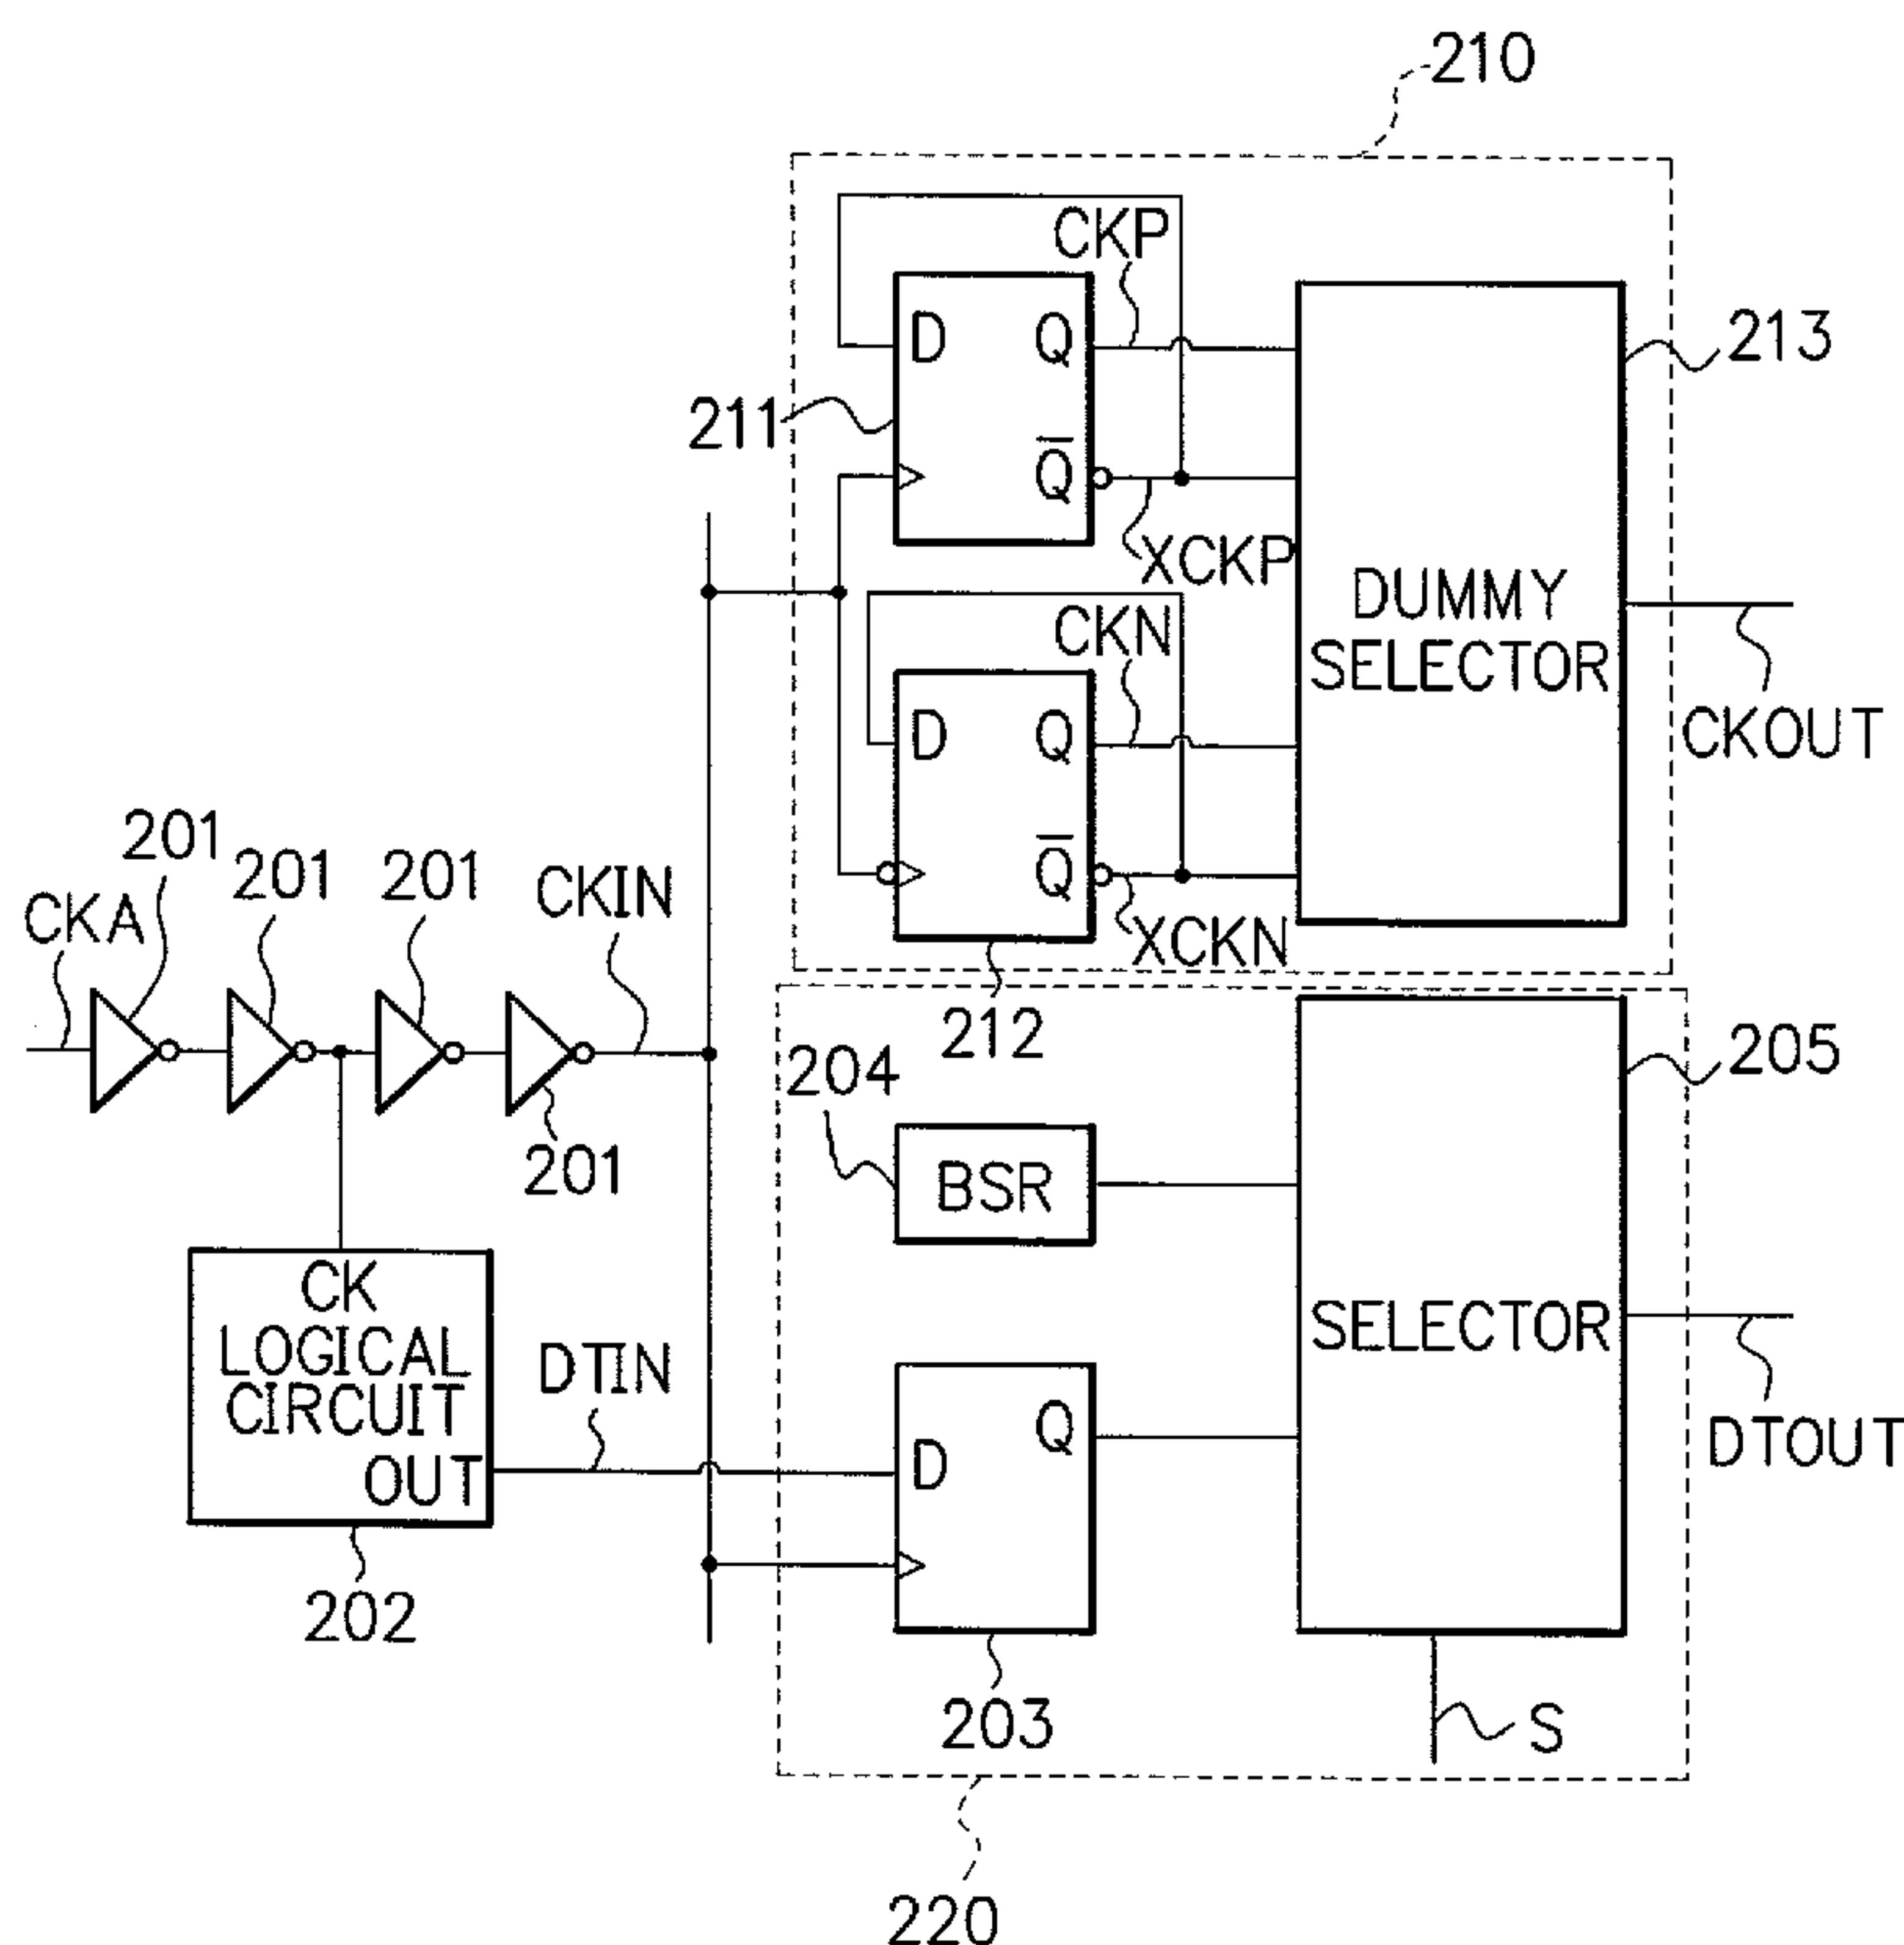 210
CKP
D
Q
213
211
Q
XCKP
DUMMY
SELECTOR
CKN
D
Q
CKOUT
201
201
201
CKIN
CKA
Q
XCKN
212
204
205
201
BSR
CK
LOGICAL
CIRCUIT
OUT
DTIN
SELECTOR
D
Q
DTOUT
202
203
S
220